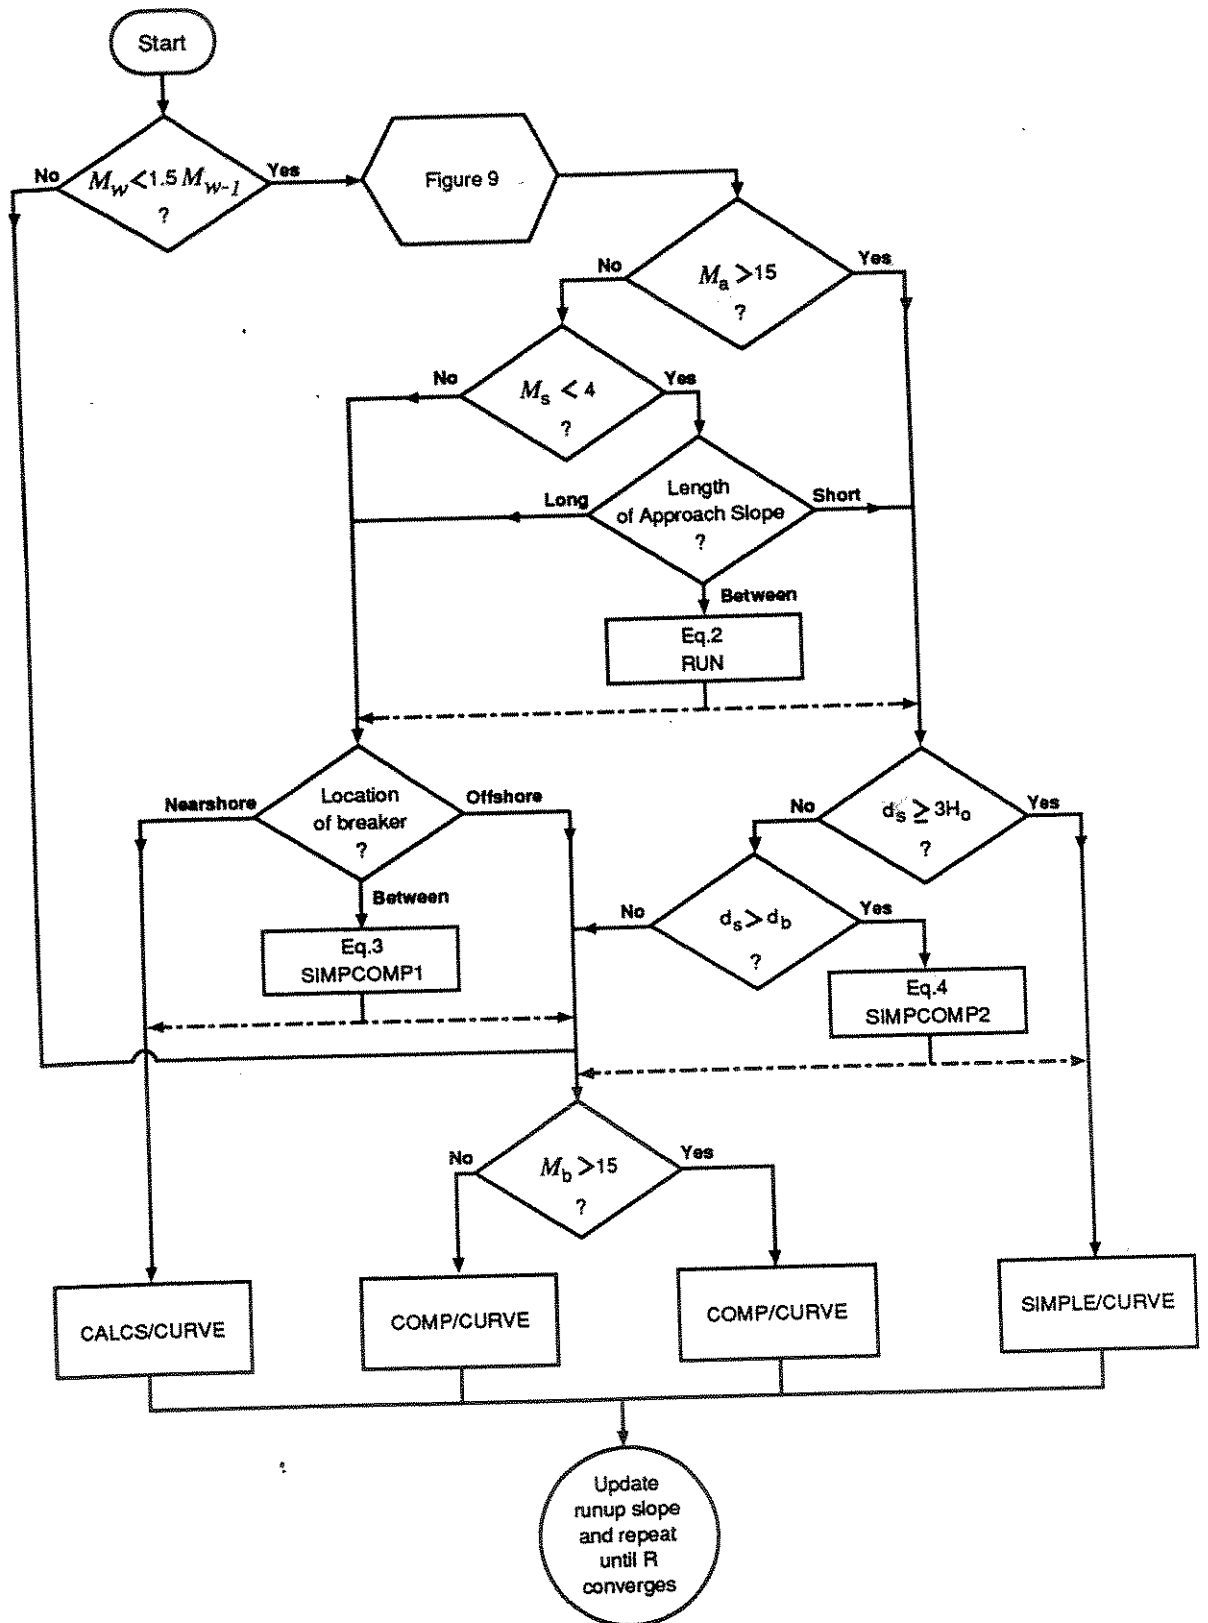 Start
No
M_w < 1.5 M_{w-1}
?
Yes
Figure 9
No
M_a > 15
?
Yes
No
M_s < 4
?
Yes
Long
Length
of Approach Slope
?
Short
Between
Eq.2
RUN
Nearshore
Location
of breaker
?
Offshore
Between
Eq.3
SIMPCOMP1
No
d_s ≥ 3H_o
?
Yes
No
d_s > d_b
?
Yes
Eq.4
SIMPCOMP2
No
M_b > 15
?
Yes
CALCS/CURVE
COMP/CURVE
COMP/CURVE
SIMPLE/CURVE
Update
runup slope
and repeat
until R
converges